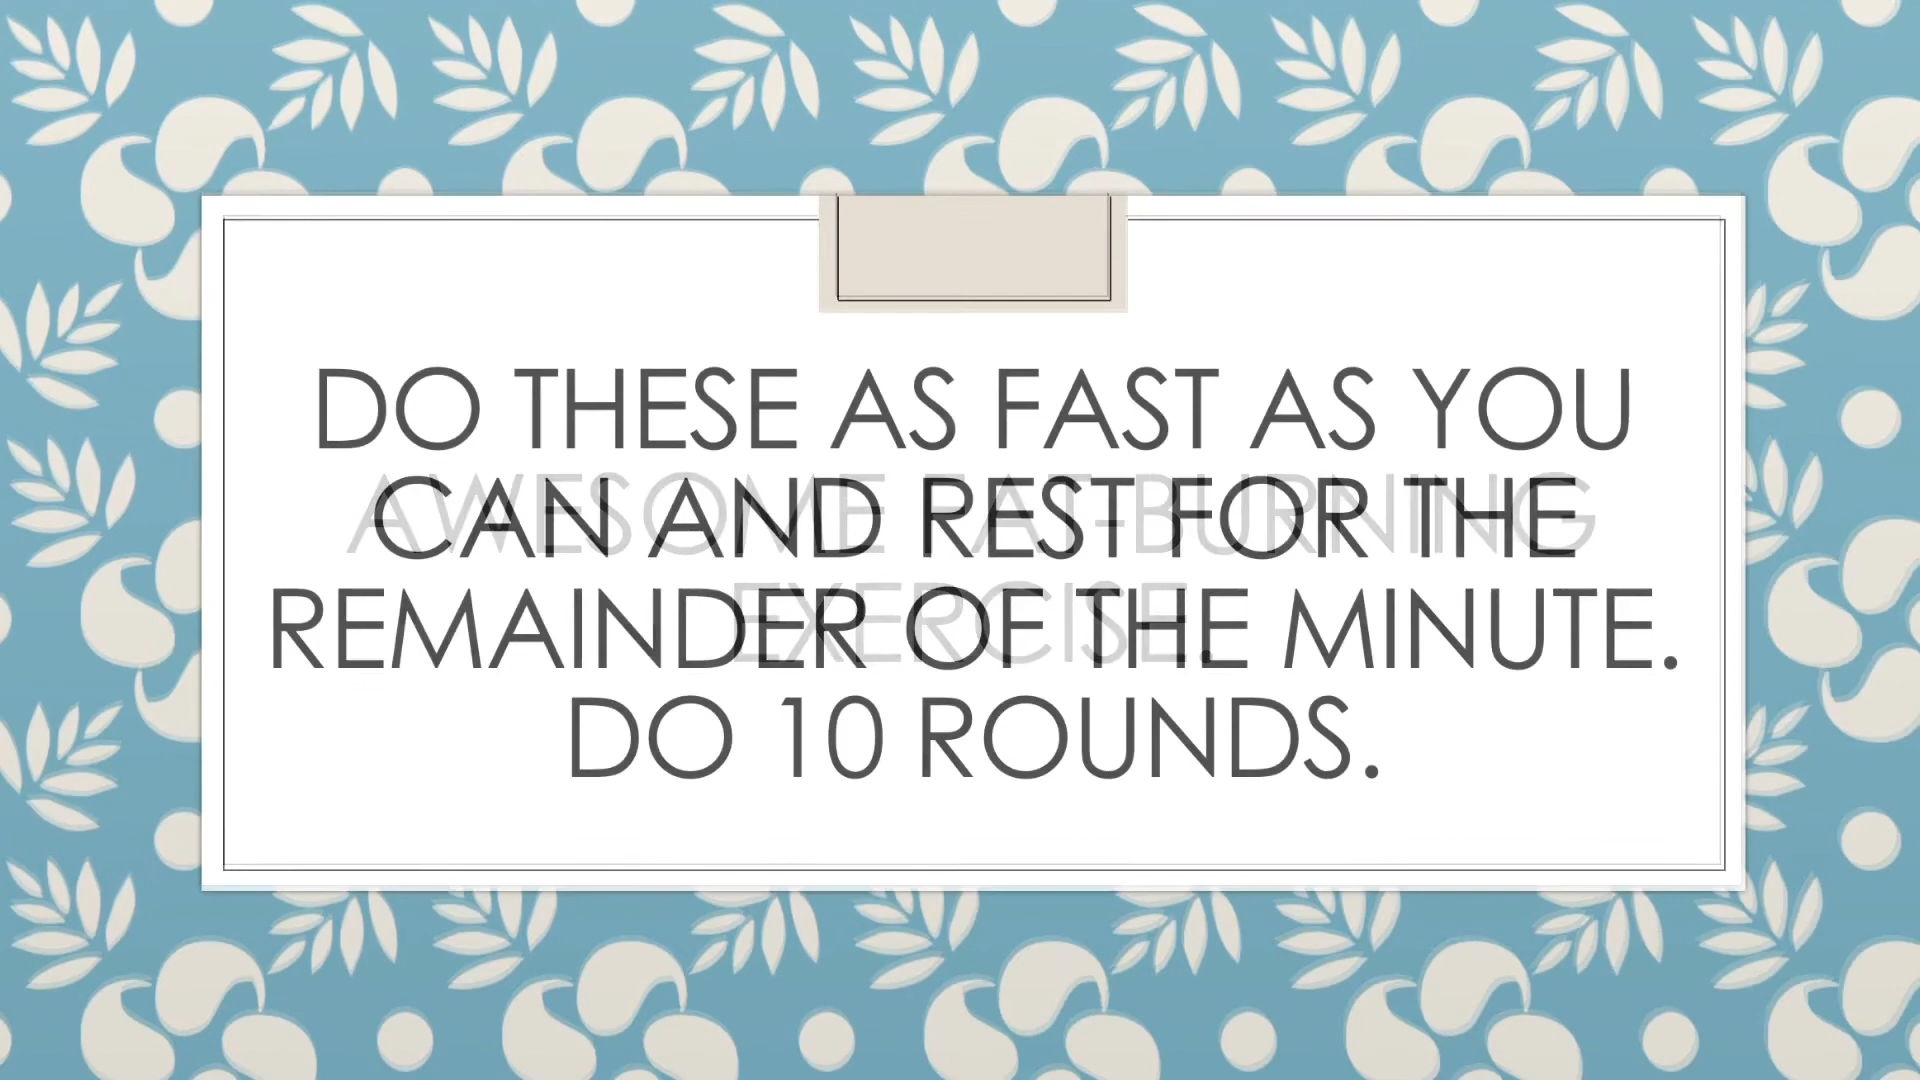 DO THESE AS FAST AS YOU
CAN AND REST FOR THE
REMAINDER OF THE MINUTE.
DO 10 ROUNDS.
AWESOME FAT-BURNING
EXERCISE.